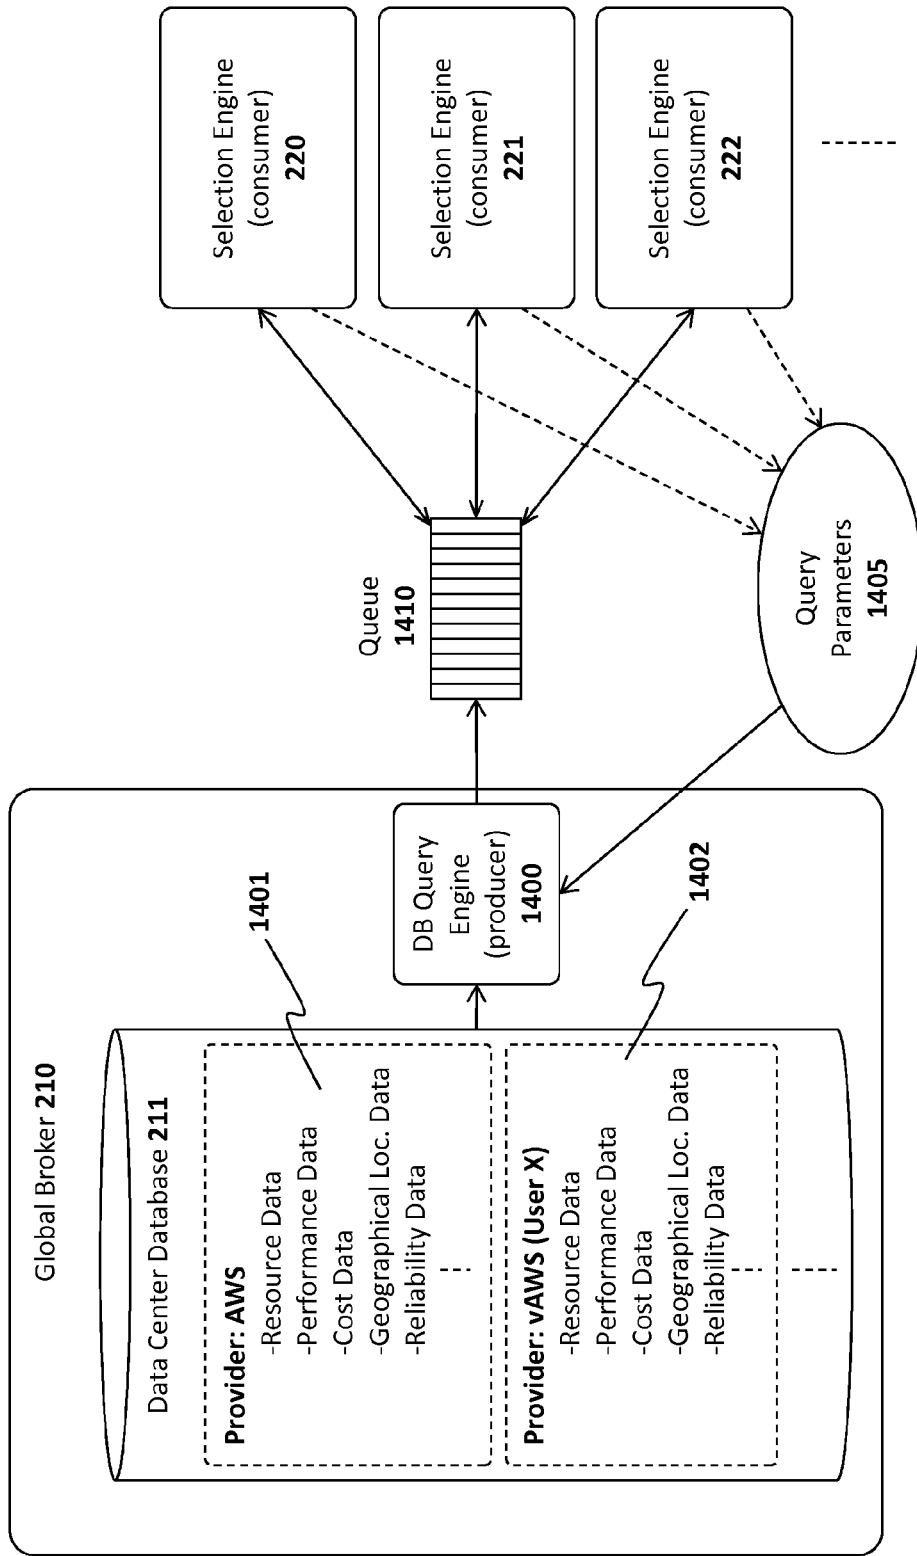 Global Broker 210
Data Center Database 211
Provider: AWS
-Resource Data
-Performance Data
-Cost Data
-Geographical Loc. Data
-Reliability Data
1401
Provider: vAWS (User X)
-Resource Data
-Performance Data
-Cost Data
-Geographical Loc. Data
-Reliability Data
1402
DB Query
Engine
(producer)
1400
Queue
1410
Query
Parameters
1405
Selection Engine
(consumer)
220
Selection Engine
(consumer)
221
Selection Engine
(consumer)
222